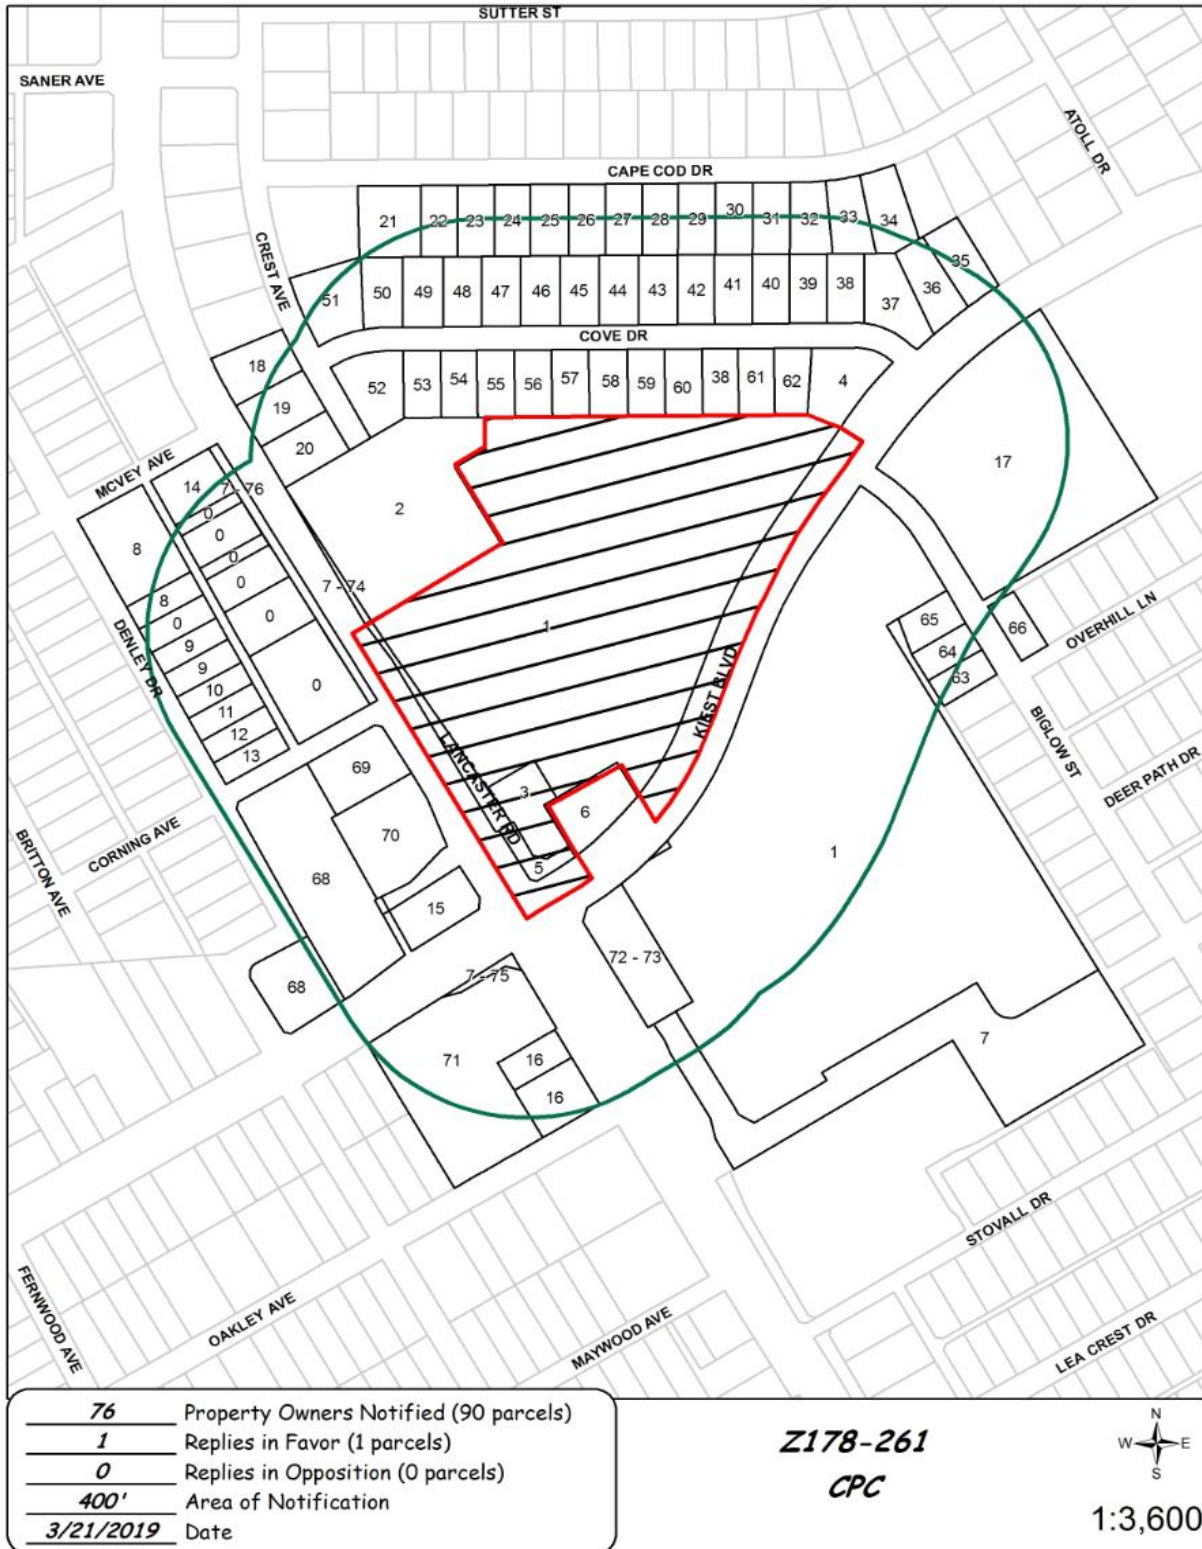 SUTTER ST
SANER AVE
ATOLL DR
CAPE COD DR
21 22 23 24 25 26 27 28 29 30 31 32 33 34
CREST AVE
35
51 50 49 48 47 46 45 44 43 42 41 40 39 38 37 36
COVE DR
18
52 53 54 55 56 57 58 59 60 38 61 62 4
19
20
MCVEY AVE
14
7 - 76
17
2
0
0
8
0
0
7 - 74
8
0
0
1
65
66
OVERHILL LN
DENLEY DR
9
64
9
KIEST BLVD
63
10
0
11
BIGLOW ST
12
LANCASTER RD
13
69
DEER PATH DR
3
6
70
CORNING AVE
BRITTON AVE
1
68
5
15
72 - 73
7 - 75
68
7
71
16
16
STOVALL DR
FERNWOOD AVE
OAKLEY AVE
MAYWOOD AVE
LEA CREST DR
76 Property Owners Notified (90 parcels)
1 Replies in Favor (1 parcels)
0 Replies in Opposition (0 parcels)
400' Area of Notification
3/21/2019 Date
Z178-261
CPC
N
W E
S
1:3,600